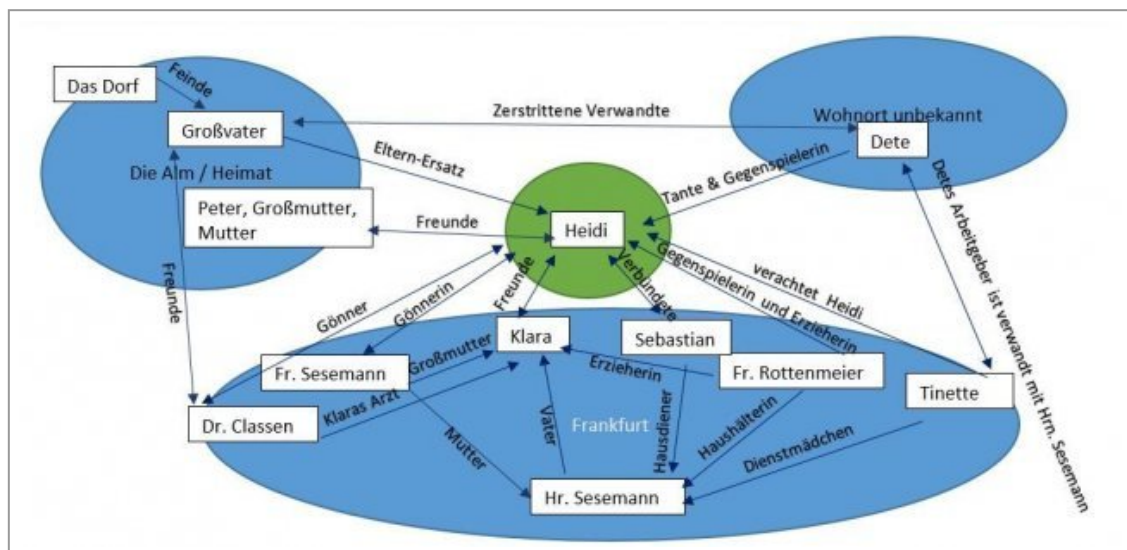 Das Dorf
Feinde
Großvater
Zerstrittene Verwandte
Wohnort unbekannt
Dete
Die Alm / Heimat
Eltern-Ersatz
Tante & Gegenspielerin
Peter, Großmutter,
Mutter
Freunde
Heidi
Detes Arbeitgeber ist verwandt mit Hrn. Sesemann
Freunde
Gönner
Gönnerin
Freunde
Verbündete
Gegenspielerin und Erzieherin
verachtet Heidi
Klara
Sebastian
Fr. Sesemann
Großmutter
Erzieherin
Fr. Rottenmeier
Tinette
Dr. Classen
Klaras Arzt
Mutter
Vater
Frankfurt
Hausdiener
Haushälterin
Dienstmädchen
Hr. Sesemann